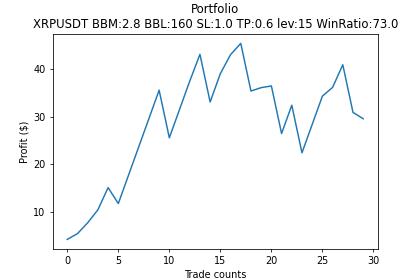 Portfolio
XRPUSDT BBM:2.8 BBL:160 SL:1.0 TP:0.6 lev:15 WinRatio:73.0
40
30
20
10
Profit ($)
0 5 10 15 20 25 30
Trade counts